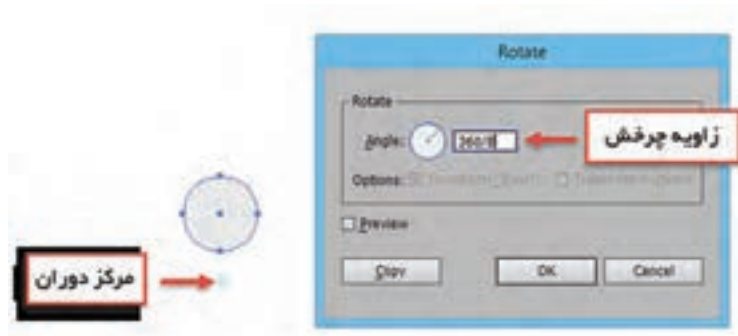 Rotate
Rotate
Angle:
360/8
زاویه چرخش
Options:
Preview
مرکز دوران
Copy
OK
Cancel